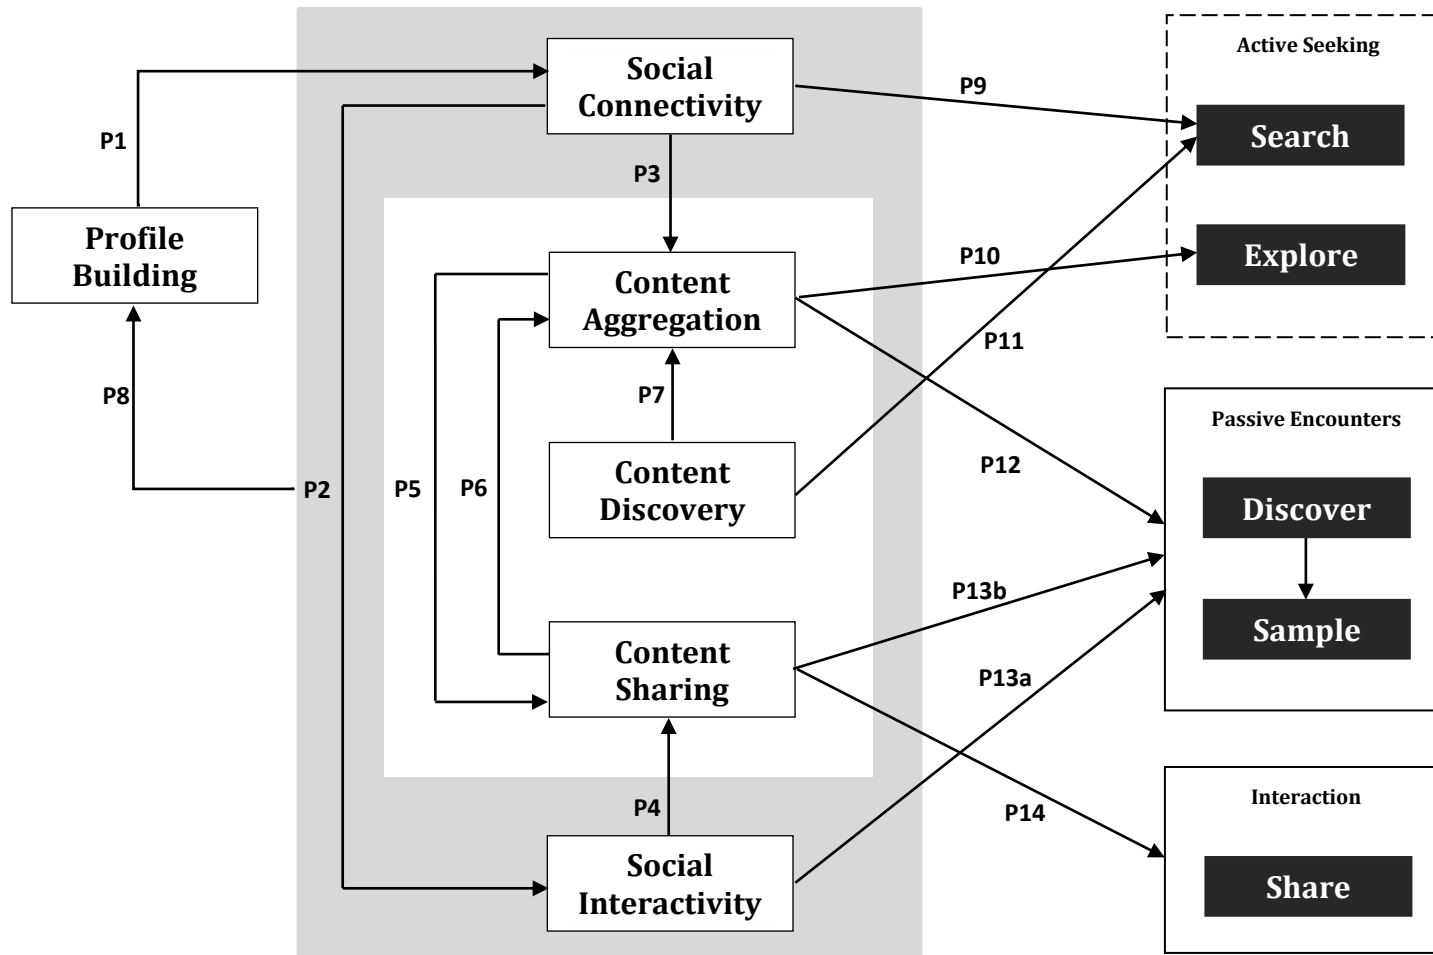 Active Seeking
Social
Connectivity
P9
Search
P1
P3
Profile
Building
P10
Explore
Content
Aggregation
P11
P8
P7
Passive Encounters
P12
P2
P5
P6
Content
Discovery
Discover
P13b
Sample
Content
Sharing
P13a
Interaction
P4
P14
Social
Interactivity
Share